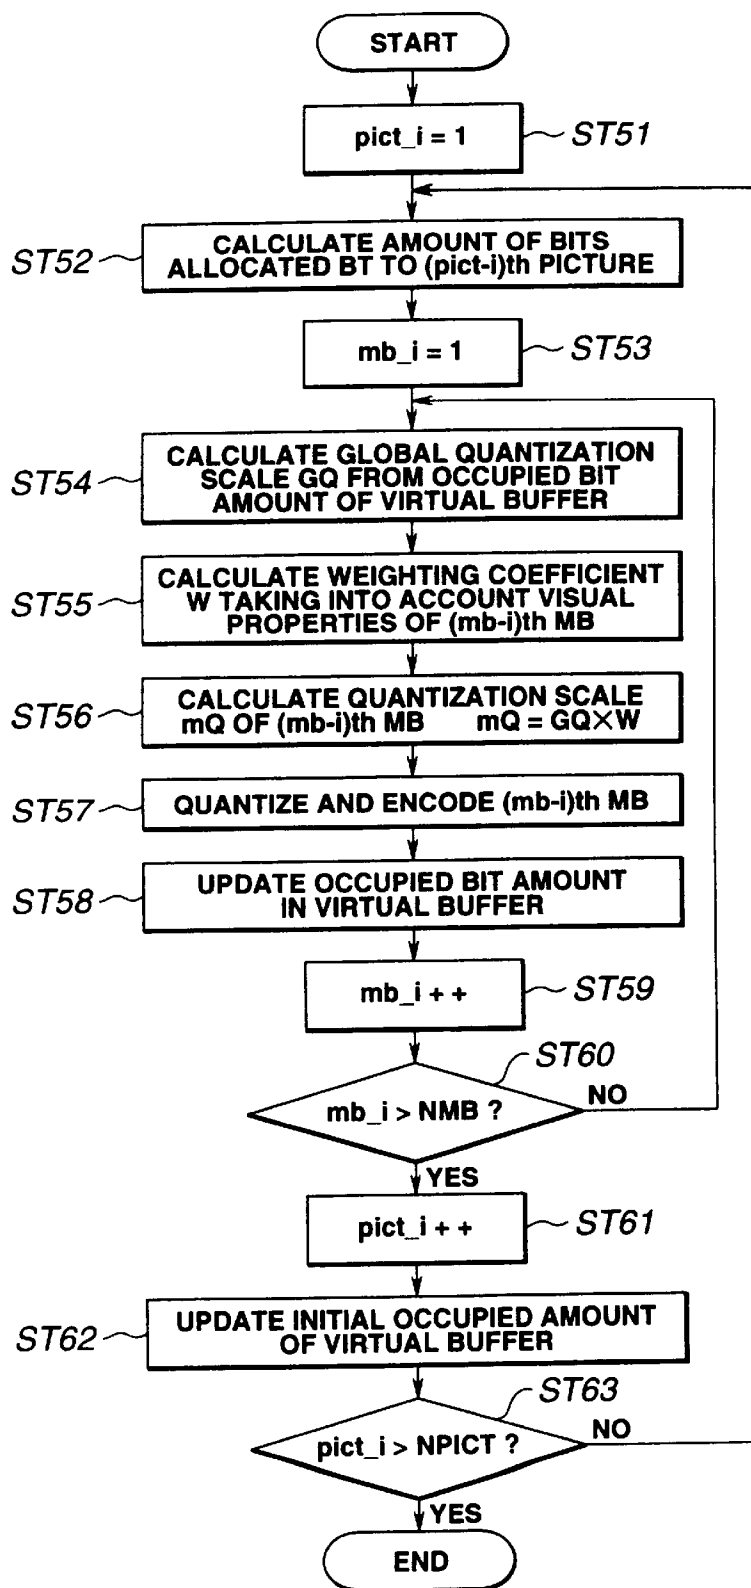 START
pict_i = 1
ST51
ST52
CALCULATE AMOUNT OF BITS
ALLOCATED BT TO (pict-i)th PICTURE
mb_i = 1
ST53
ST54
CALCULATE GLOBAL QUANTIZATION
SCALE GQ FROM OCCUPIED BIT
AMOUNT OF VIRTUAL BUFFER
ST55
CALCULATE WEIGHTING COEFFICIENT
W TAKING INTO ACCOUNT VISUAL
PROPERTIES OF (mb-i)th MB
ST56
CALCULATE QUANTIZATION SCALE
mQ OF (mb-i)th MB mQ = GQ×W
ST57
QUANTIZE AND ENCODE (mb-i)th MB
ST58
UPDATE OCCUPIED BIT AMOUNT
IN VIRTUAL BUFFER
mb_i + +
ST59
ST60
mb_i > NMB ?
NO
YES
pict_i + +
ST61
ST62
UPDATE INITIAL OCCUPIED AMOUNT
OF VIRTUAL BUFFER
ST63
pict_i > NPICT ?
NO
YES
END